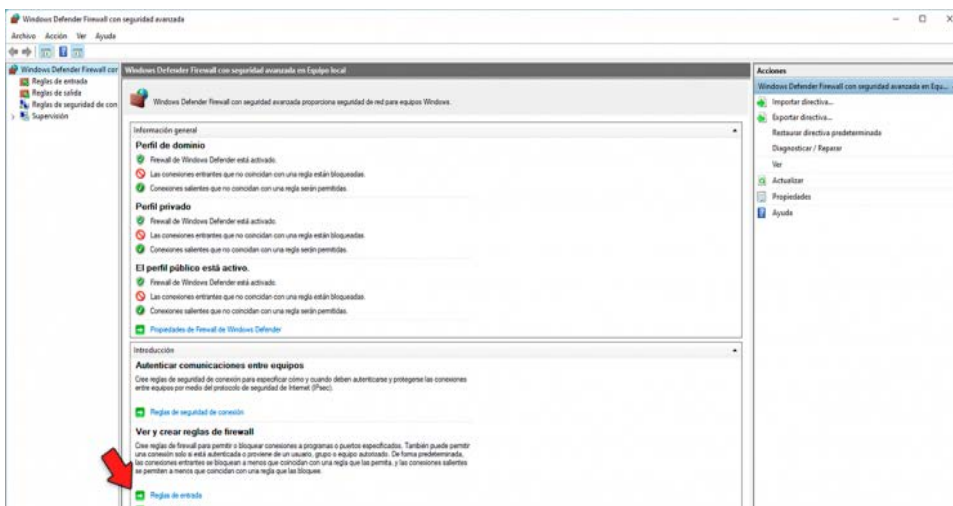 Windows Defender Firewall con seguridad avanzada
Archivo Acción Ver Ayuda
Windows Defender Firewall cor
Reglas de entrada
Reglas de salida
Reglas de seguridad de con
Supervisión
Windows Defender Firewall con seguridad avanzada en Equipo local
Windows Defender Firewall con seguridad avanzada proporciona seguridad de red para equipos Windows.
Información general
Perfil de dominio
Firewall de Windows Defender está activado.
Las conexiones entrantes que no coincidan con una regla están bloqueadas.
Conexiones salientes que no coincidan con una regla serán permitidas.
Perfil privado
Firewall de Windows Defender está activado.
Las conexiones entrantes que no coincidan con una regla están bloqueadas.
Conexiones salientes que no coincidan con una regla serán permitidas.
El perfil público está activo.
Firewall de Windows Defender está activado.
Las conexiones entrantes que no coincidan con una regla están bloqueadas.
Conexiones salientes que no coincidan con una regla serán permitidas.
Propiedades de Firewall de Windows Defender
Introducción
Autenticar comunicaciones entre equipos
Cree reglas de seguridad de conexión para especificar cómo y cuándo deben autenticarse y protegerse las conexiones
entre equipos por medio del protocolo de seguridad de Internet (IPsec).
Reglas de seguridad de conexión
Ver y crear reglas de firewall
Cree reglas de firewall para permitir o bloquear conexiones a programas o puertos especificados. También puede permitir
una conexión solo si está autenticada o proviene de un usuario, grupo o equipo autorizado. De forma predeterminada,
las conexiones entrantes se bloquean a menos que coincidan con una regla que las permita, y las conexiones salientes
se permiten a menos que coincidan con una regla que las bloquee.
Reglas de entrada
Acciones
Windows Defender Firewall con seguridad avanzada en Equ...
Importar directiva...
Exportar directiva...
Restaurar directiva predeterminada
Diagnosticar / Reparar
Ver
Actualizar
Propiedades
Ayuda